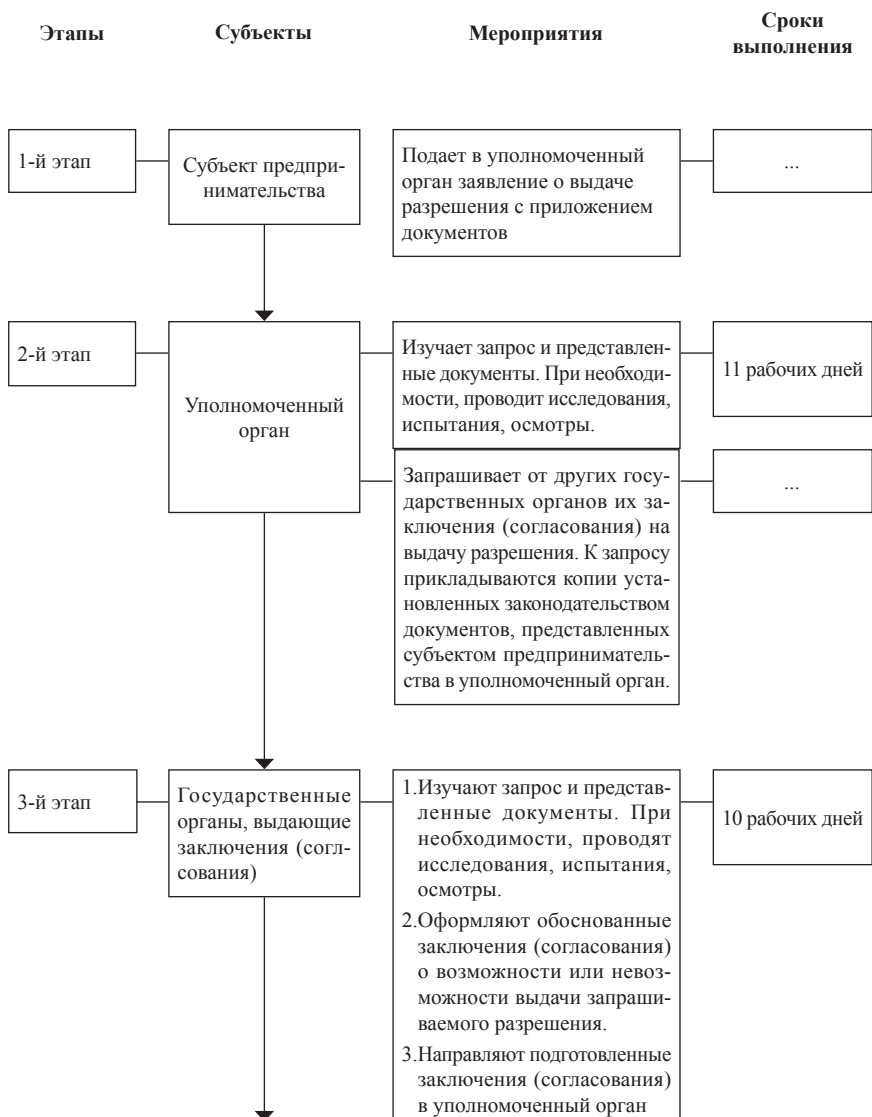 Этапы
Субъекты
Мероприятия
Сроки
выполнения
1-й этап
Субъект предпри-
нимательства
Подает в уполномоченный
орган заявление о выдаче
разрешения с приложением
документов
...
2-й этап
Уполномоченный
орган
Изучает запрос и представлен-
ные документы. При необходи-
мости, проводит исследования,
испытания, осмотры.
11 рабочих дней
Запрашивает от других госу-
дарственных органов их за-
ключения (согласования) на
выдачу разрешения. К запросу
прикладываются копии уста-
новленных законодательством
документов, представленных
субъектом предприниматель-
ства в уполномоченный орган.
...
3-й этап
Государственные
органы, выдающие
заключения (согл-
сования)
1.Изучают запрос и представ-
ленные документы. При
необходимости, проводят
исследования, испытания,
осмотры.
2.Оформляют обоснованные
заключения (согласования)
о возможности или невоз-
можности выдачи запраши-
ваемого разрешения.
3.Направляют подготовленные
заключения (согласования)
в уполномоченный орган
10 рабочих дней